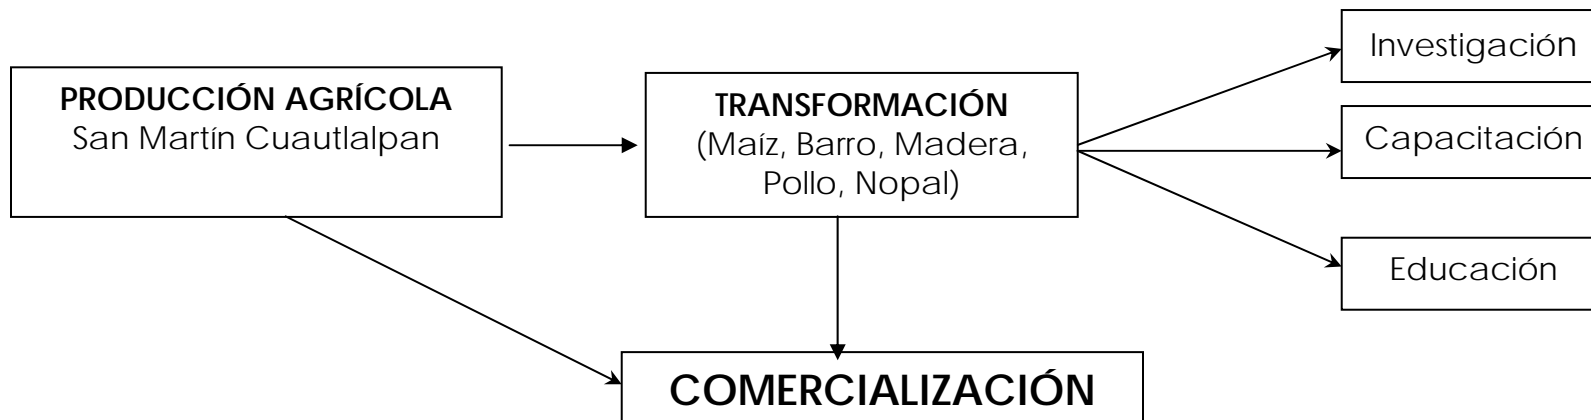 PRODUCCIÓN AGRÍCOLA
San Martín Cuautlalpan
TRANSFORMACIÓN
(Maíz, Barro, Madera,
Pollo, Nopal)
Investigación
Capacitación
Educación
COMERCIALIZACIÓN